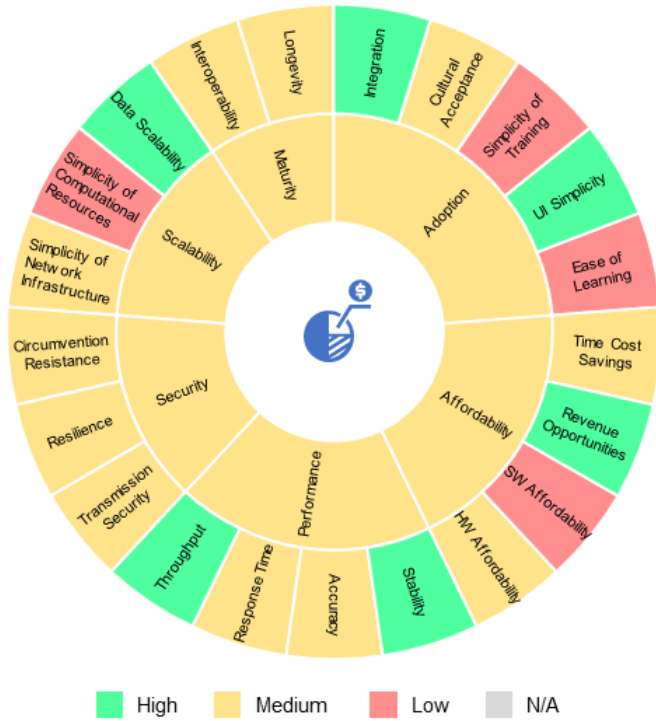 Integration
Cultural
Acceptance
Simplicity of
Training
UI Simplicity
Ease of
Learning
Time Cost
Savings
Revenue
Opportunities
SW Affordability
HW Affordability
Stability
Accuracy
Response Time
Throughput
Transmission
Security
Resilience
Circumvention
Resistance
Simplicity of
Network
Infrastructure
Simplicity of
Computational
Resources
Data Scalability
Interoperability
Longevity
Adoption
Affordability
Performance
Security
Scalability
Maturity
$
High
Medium
Low
N/A